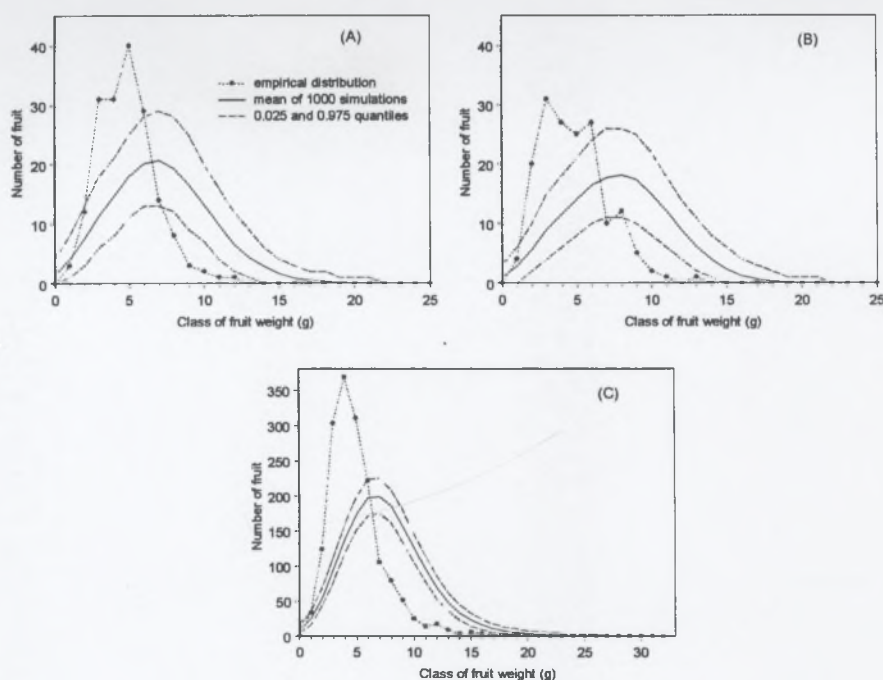 (A)
40
30
20
10
0
Number of fruit
empirical distribution
mean of 1000 simulations
0.025 and 0.975 quantiles
0 5 10 15 20 25
Class of fruit weight (g)
(B)
40
30
20
10
0
Number of fruit
0 5 10 15 20 25
Class of fruit weight (g)
(C)
350
300
250
200
150
100
50
0
Number of fruit
0 5 10 15 20 25 30
Class of fruit weight (g)